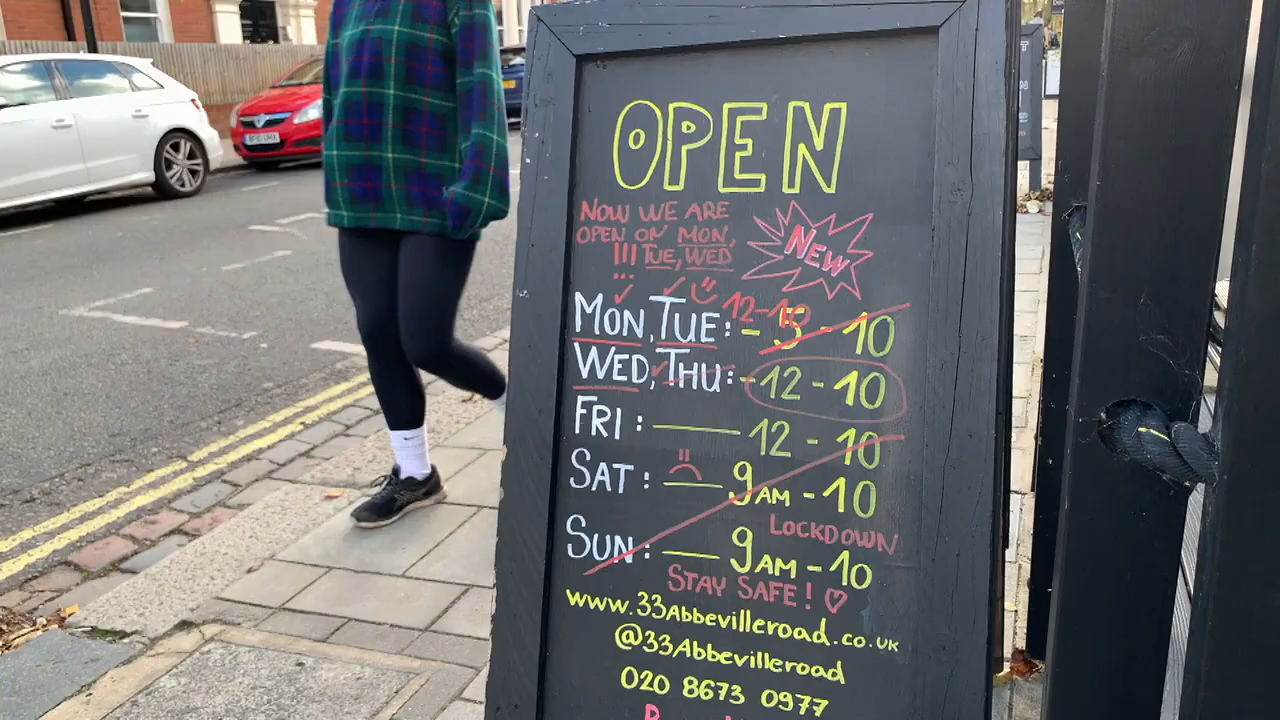 OPEN
NOW WE ARE
OPEN ON MON,
!!! TUE, WED
NEW
12-10
MON, TUE: - 5 - 10
WED, THU: - 12 - 10
FRI: 12 - 10
SAT: 9AM - 10
LOCKDOWN
SUN: 9AM - 10
STAY SAFE! ♡
www.33Abbevilleroad.co.uk
@33Abbevilleroad
020 8673 0977